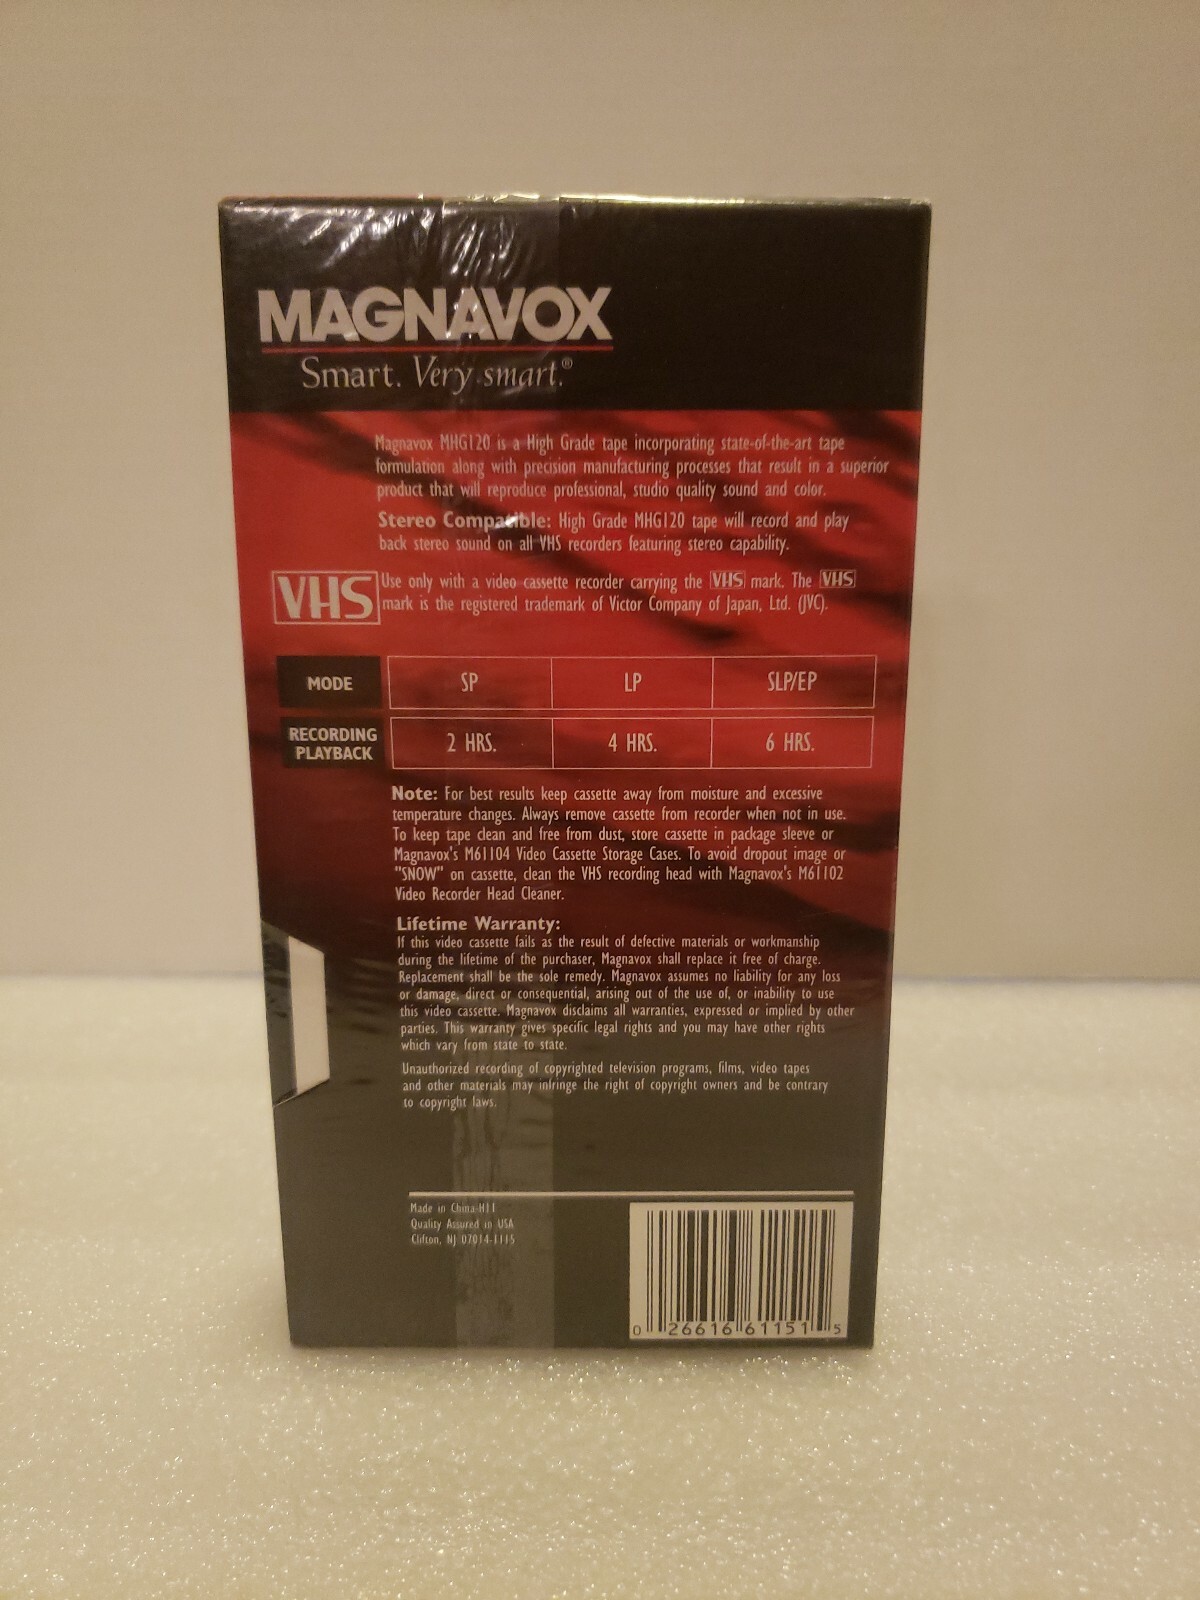 MAGNAVOX
Smart. Very smart.®
Magnavox MHG120 is a High Grade tape incorporating state-of-the-art tape
formulation along with precision manufacturing processes that result in a superior
product that will reproduce professional, studio quality sound and color.
Stereo Compatible: High Grade MHG120 tape will record and play
back stereo sound on all VHS recorders featuring stereo capability.
VHS Use only with a video cassette recorder carrying the VHS mark. The VHS
mark is the registered trademark of Victor Company of Japan, Ltd. (JVC).
MODE SP LP SLP/EP
RECORDING
PLAYBACK 2 HRS. 4 HRS. 6 HRS.
Note: For best results keep cassette away from moisture and excessive
temperature changes. Always remove cassette from recorder when not in use.
To keep tape clean and free from dust, store cassette in package sleeve or
Magnavox's M61104 Video Cassette Storage Cases. To avoid dropout image or
"SNOW" on cassette, clean the VHS recording head with Magnavox's M61102
Video Recorder Head Cleaner.
Lifetime Warranty:
If this video cassette fails as the result of defective materials or workmanship
during the lifetime of the purchaser, Magnavox shall replace it free of charge.
Replacement shall be the sole remedy. Magnavox assumes no liability for any loss
or damage, direct or consequential, arising out of the use of, or inability to use
this video cassette. Magnavox disclaims all warranties, expressed or implied by other
parties. This warranty gives specific legal rights and you may have other rights
which vary from state to state.
Unauthorized recording of copyrighted television programs, films, video tapes
and other materials may infringe the right of copyright owners and be contrary
to copyright laws.
Made in China-H11
Quality Assured in USA
Clifton, NJ 07014-1115
0 26616 61151 5